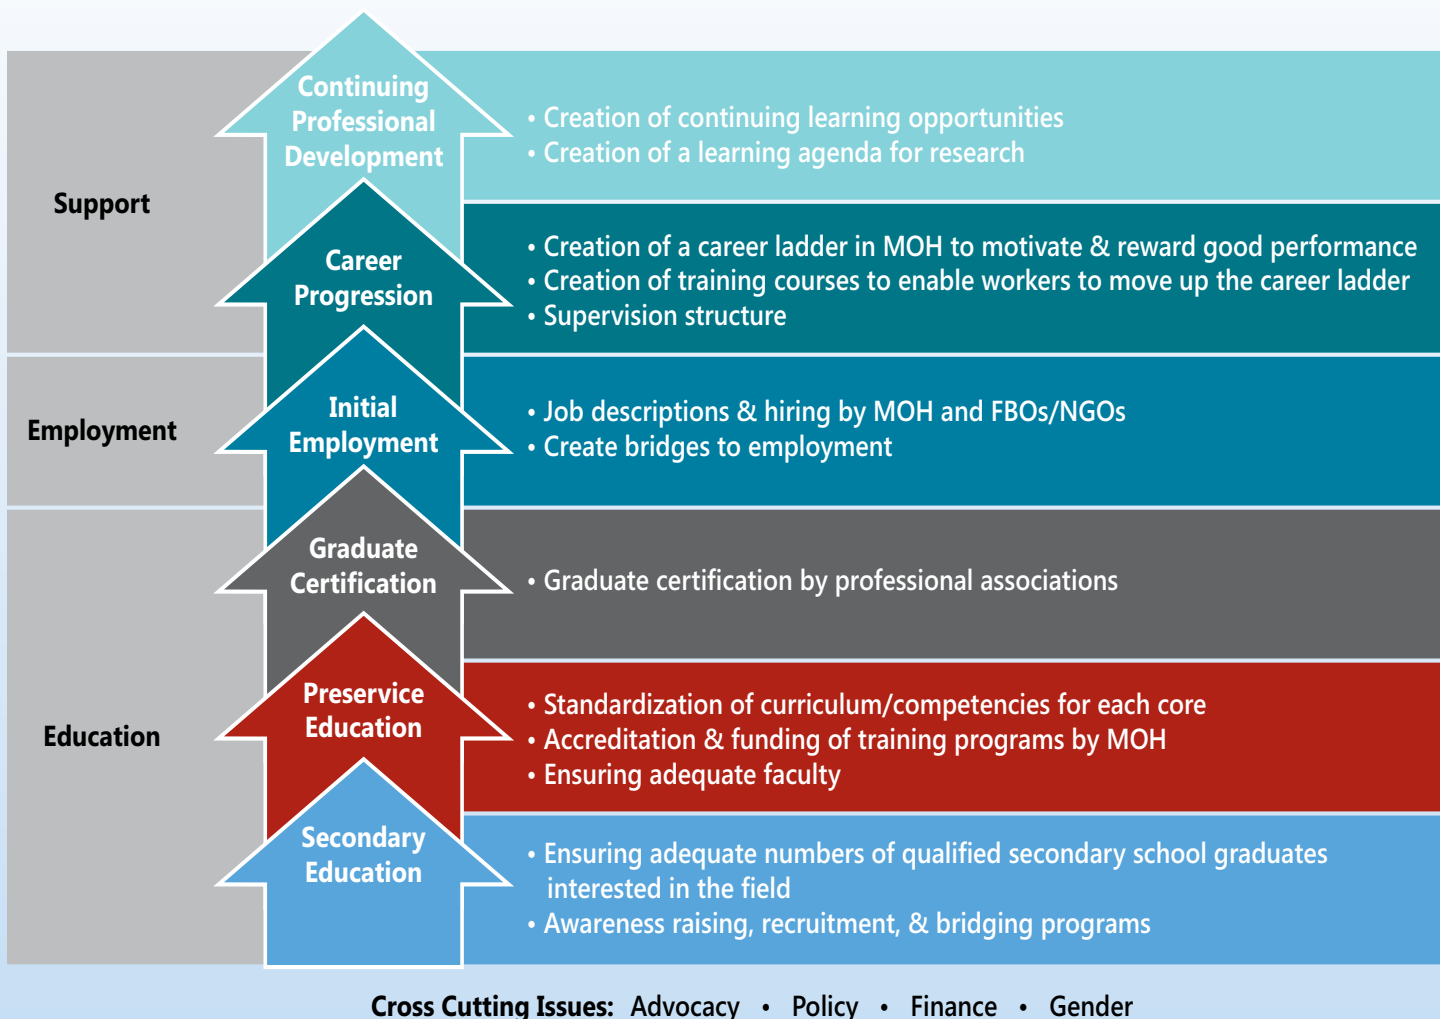 Support
Continuing
Professional
Development
• Creation of continuing learning opportunities
• Creation of a learning agenda for research
Career
Progression
• Creation of a career ladder in MOH to motivate & reward good performance
• Creation of training courses to enable workers to move up the career ladder
• Supervision structure
Employment
Initial
Employment
• Job descriptions & hiring by MOH and FBOs/NGOs
• Create bridges to employment
Education
Graduate
Certification
• Graduate certification by professional associations
Preservice
Education
• Standardization of curriculum/competencies for each core
• Accreditation & funding of training programs by MOH
• Ensuring adequate faculty
Secondary
Education
• Ensuring adequate numbers of qualified secondary school graduates
interested in the field
• Awareness raising, recruitment, & bridging programs
Cross Cutting Issues: Advocacy • Policy • Finance • Gender